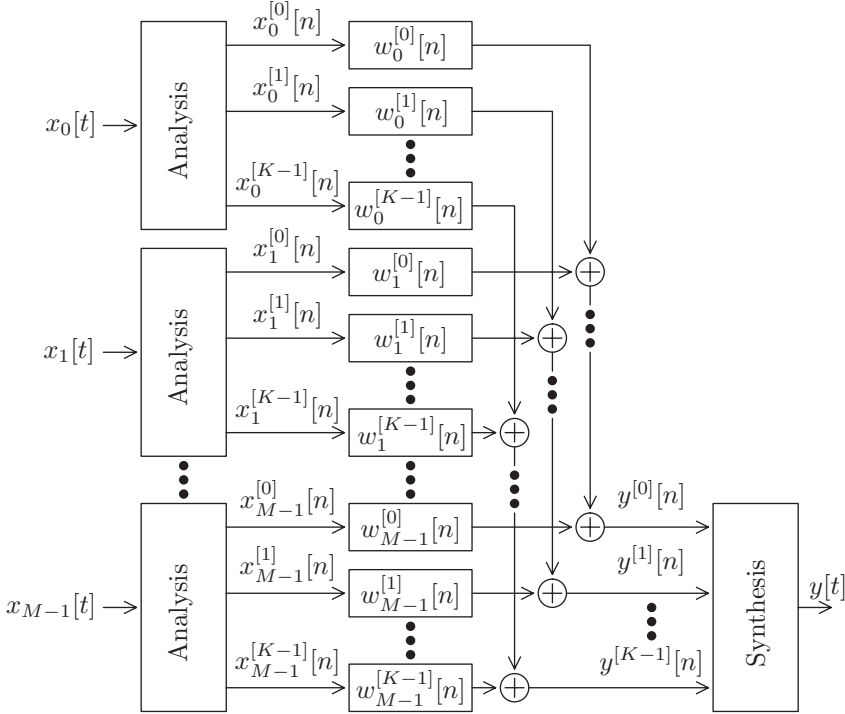 x_0[t]
Analysis
x_0^{[0]}[n]
w_0^{[0]}[n]
x_0^{[1]}[n]
w_0^{[1]}[n]
x_0^{[K-1]}[n]
w_0^{[K-1]}[n]
x_1[t]
Analysis
x_1^{[0]}[n]
w_1^{[0]}[n]
x_1^{[1]}[n]
w_1^{[1]}[n]
x_1^{[K-1]}[n]
w_1^{[K-1]}[n]
x_{M-1}[t]
Analysis
x_{M-1}^{[0]}[n]
w_{M-1}^{[0]}[n]
x_{M-1}^{[1]}[n]
w_{M-1}^{[1]}[n]
x_{M-1}^{[K-1]}[n]
w_{M-1}^{[K-1]}[n]
y^{[0]}[n]
y^{[1]}[n]
y^{[K-1]}[n]
Synthesis
y[t]